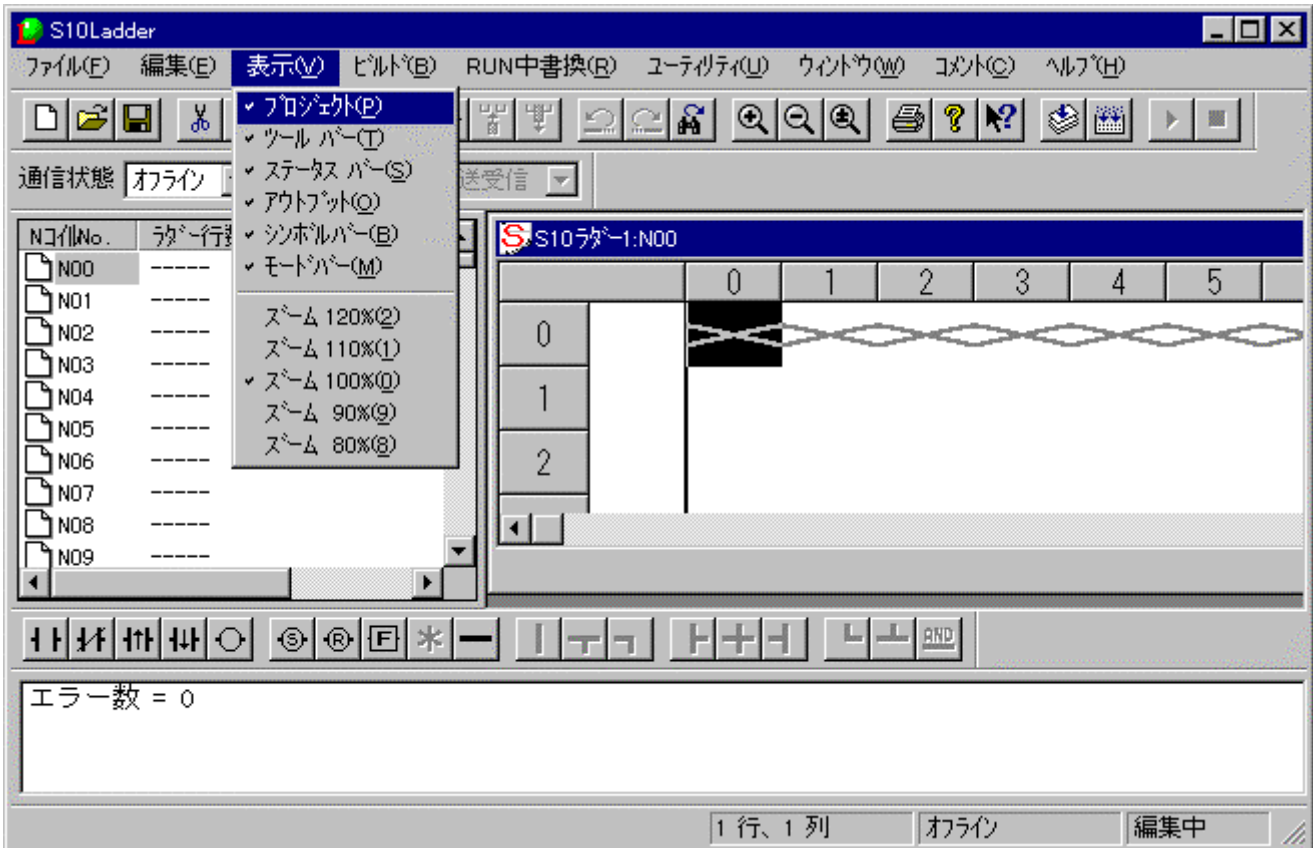 S10Ladder
ﾌｧｲﾙ(F) 編集(E) 表示(V) ﾋﾞﾙﾄﾞ(B) RUN中書換(R) ﾕｰﾃｨﾘﾃｨ(U) ｳｨﾝﾄﾞｳ(W) ｺﾒﾝﾄ(C) ﾍﾙﾌﾟ(H)
ﾌﾟﾛｼﾞｪｸﾄ(P)
ﾂｰﾙ ﾊﾞｰ(T)
ｽﾃｰﾀｽ ﾊﾞｰ(S)
ｱｳﾄﾌﾟｯﾄ(O)
ｼﾝﾎﾞﾙﾊﾞｰ(B)
ﾓｰﾄﾞﾊﾞｰ(M)
ｽﾞｰﾑ 120%(2)
ｽﾞｰﾑ 110%(1)
ｽﾞｰﾑ 100%(0)
ｽﾞｰﾑ 90%(9)
ｽﾞｰﾑ 80%(8)
通信状態 ｵﾌﾗｲﾝ 送受信
NｺｲﾙNo. ﾗﾀﾞｰ行数
N00 -----
N01 -----
N02 -----
N03 -----
N04 -----
N05 -----
N06 -----
N07 -----
N08 -----
N09 -----
S10ﾗﾀﾞｰ1:N00
0 1 2 3 4 5
0
1
2
S R F AND
エラー数 = 0
1 行、1 列 ｵﾌﾗｲﾝ 編集中